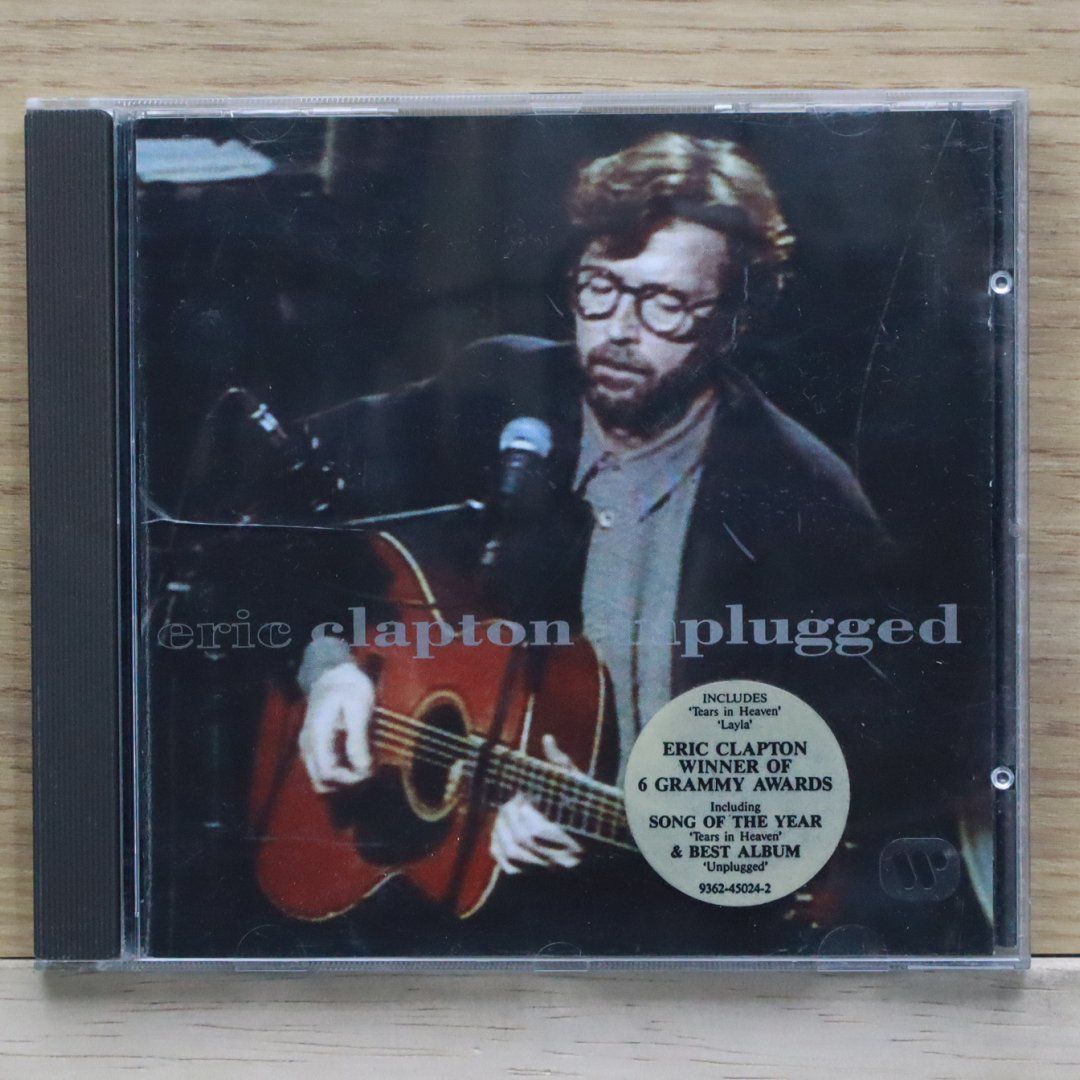 eric clapton unplugged
INCLUDES
'Tears in Heaven'
'Layla'
ERIC CLAPTON
WINNER OF
6 GRAMMY AWARDS
Including
SONG OF THE YEAR
'Tears in Heaven'
& BEST ALBUM
'Unplugged'
9362-45024-2